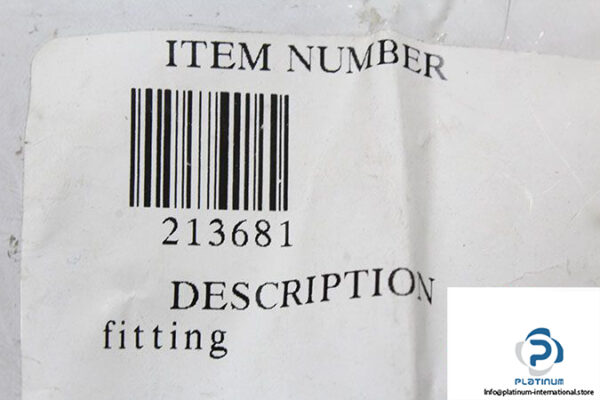 ITEM NUMBER
213681
DESCRIPTION
fitting
PLATINUM
Info@platinum-international.store